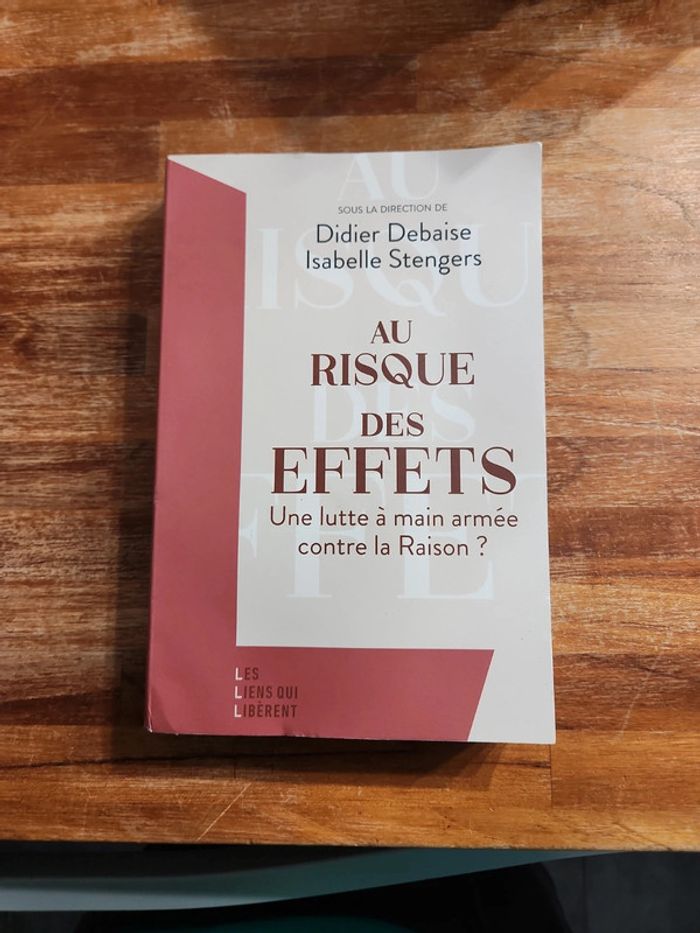 SOUS LA DIRECTION DE
Didier Debaise
Isabelle Stengers
AU
RISQUE
DES
EFFETS
Une lutte à main armée
contre la Raison ?
LES
LIENS QUI
LIBÈRENT